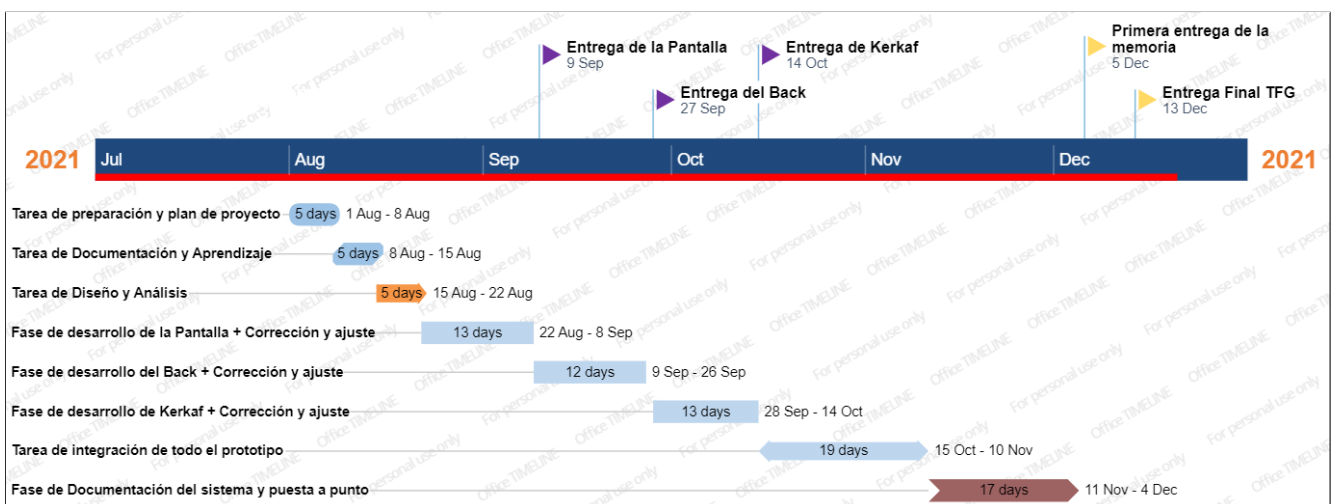 Primera entrega de la
memoria
5 Dec
Entrega de la Pantalla
9 Sep
Entrega de Kerkaf
14 Oct
Entrega del Back
27 Sep
Entrega Final TFG
13 Dec
2021 Jul Aug Sep Oct Nov Dec 2021
Tarea de preparación y plan de proyecto 5 days 1 Aug - 8 Aug
Tarea de Documentación y Aprendizaje 5 days 8 Aug - 15 Aug
Tarea de Diseño y Análisis 5 days 15 Aug - 22 Aug
Fase de desarrollo de la Pantalla + Corrección y ajuste 13 days 22 Aug - 8 Sep
Fase de desarrollo del Back + Corrección y ajuste 12 days 9 Sep - 26 Sep
Fase de desarrollo de Kerkaf + Corrección y ajuste 13 days 28 Sep - 14 Oct
Tarea de integración de todo el prototipo 19 days 15 Oct - 10 Nov
Fase de Documentación del sistema y puesta a punto 17 days 11 Nov - 4 Dec
For personal use only
Office TIMELINE